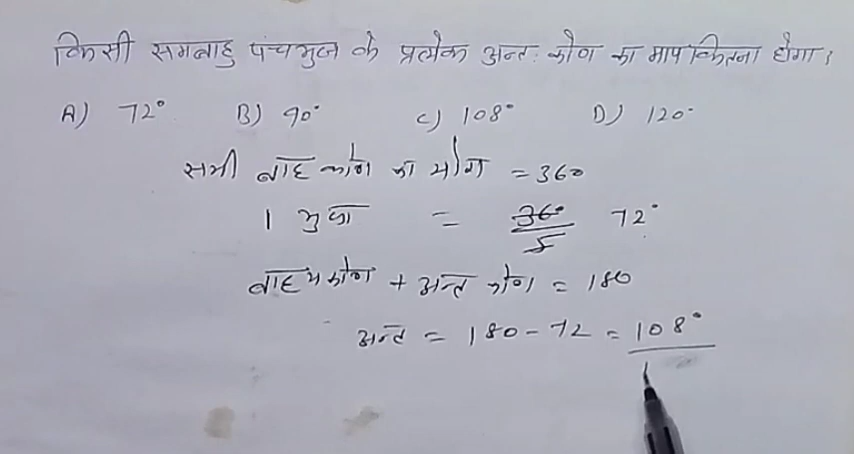 किसी समबाहु पंचभुज के प्रत्येक अन्त: कोण का माप कितना होगा।
A) 72° B) 90° C) 108° D) 120°
सभी बाह्य कोण का योग = 360
1 भुजा = 360/5 72°
बाह्य कोण + अन्त कोण = 180
अन्त = 180 - 72 = 108°